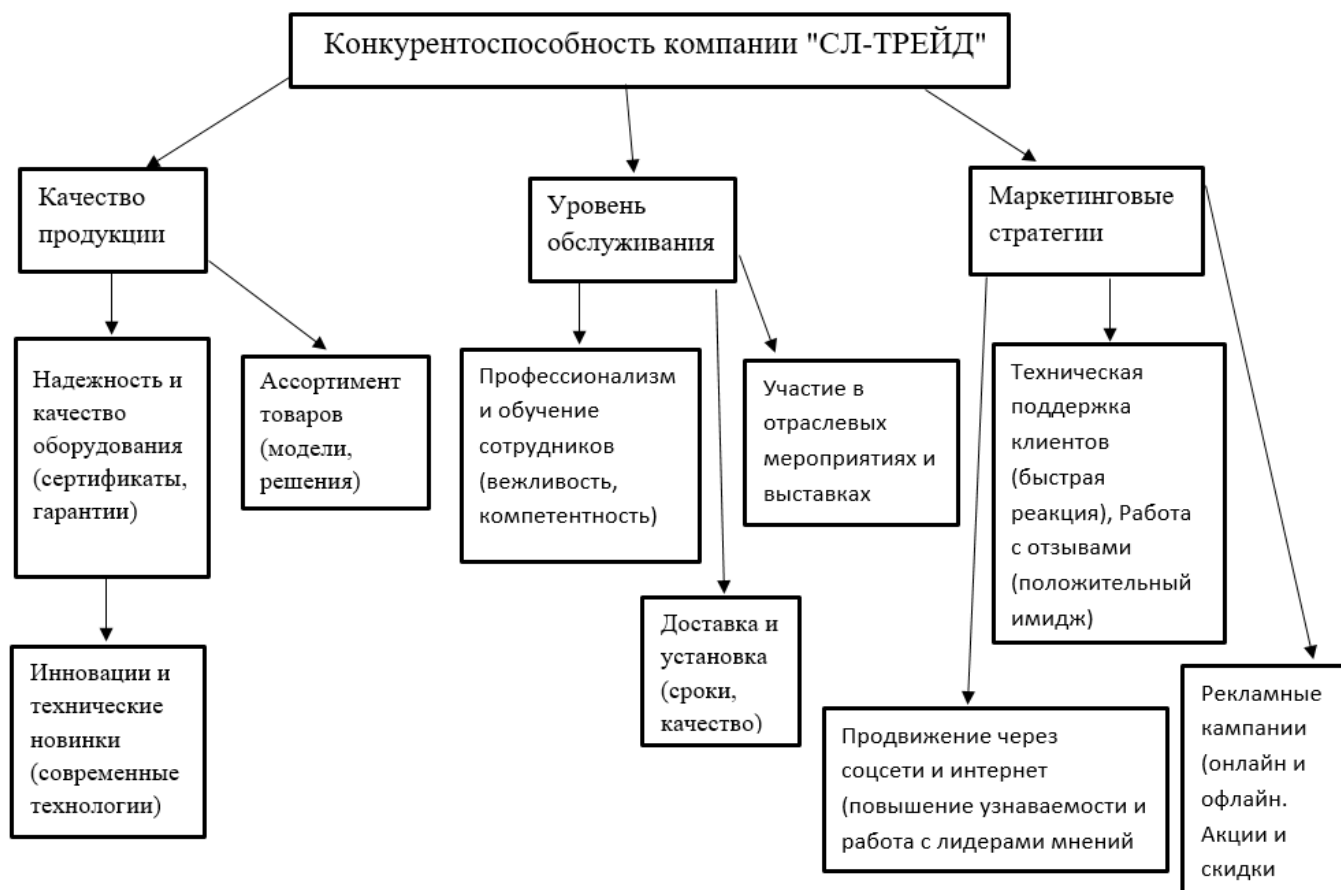 Конкурентоспособность компании "СЛ-ТРЕЙД"
Качество
продукции
Уровень
обслуживания
Маркетинговые
стратегии
Надежность и
качество
оборудования
(сертификаты,
гарантии)
Ассортимент
товаров
(модели,
решения)
Профессионализм
и обучение
сотрудников
(вежливость,
компетентность)
Участие в
отраслевых
мероприятиях и
выставках
Техническая
поддержка
клиентов
(быстрая
реакция), Работа
с отзывами
(положительный
имидж)
Инновации и
технические
новинки
(современные
технологии)
Доставка и
установка
(сроки,
качество)
Продвижение через
соцсети и интернет
(повышение узнаваемости и
работа с лидерами мнений
Рекламные
кампании
(онлайн и
офлайн.
Акции и
скидки